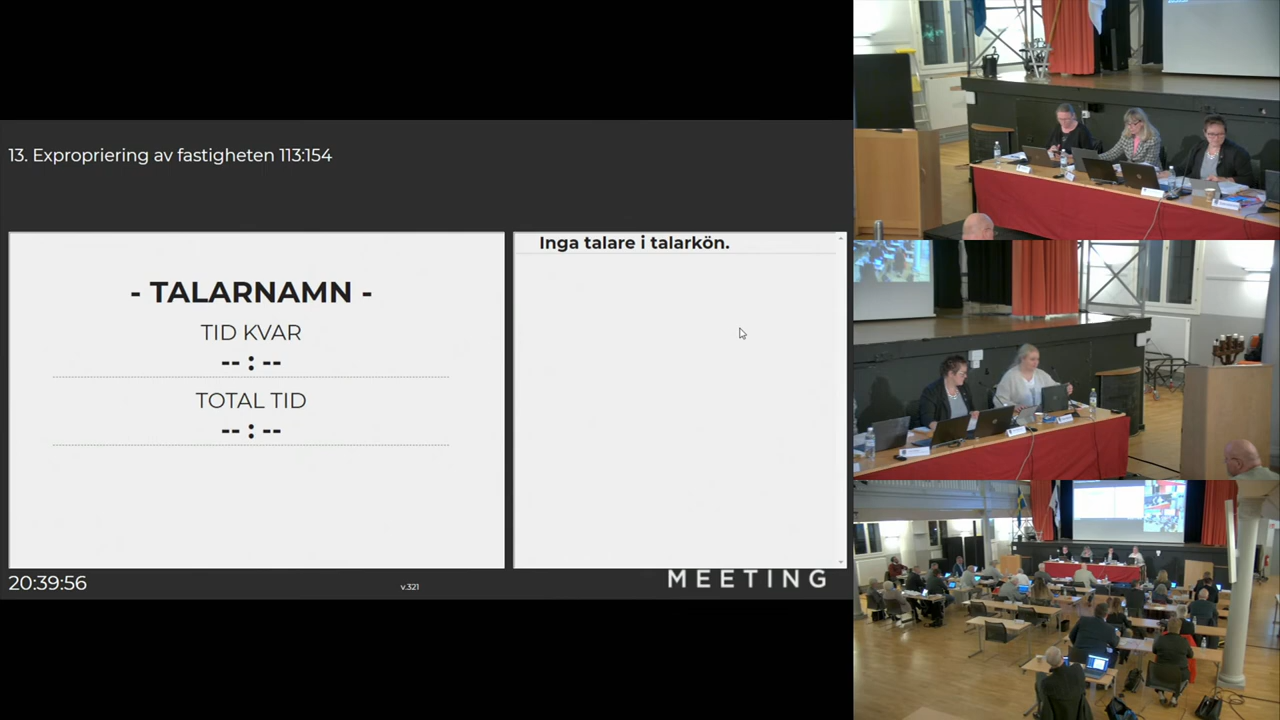 13. Expropriering av fastigheten 113:154
- TALARNAMN -
TID KVAR
-- : --
TOTAL TID
-- : --
Inga talare i talarkön.
20:39:56
v.321
MEETING